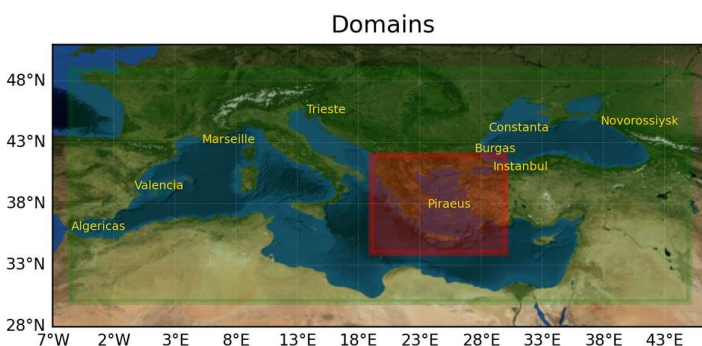 Domains
48°N
43°N
38°N
33°N
28°N
Trieste
Marseille
Valencia
Algericas
Constanta
Novorossiysk
Burgas
Instanbul
Piraeus
7°W 2°W 3°E 8°E 13°E 18°E 23°E 28°E 33°E 38°E 43°E